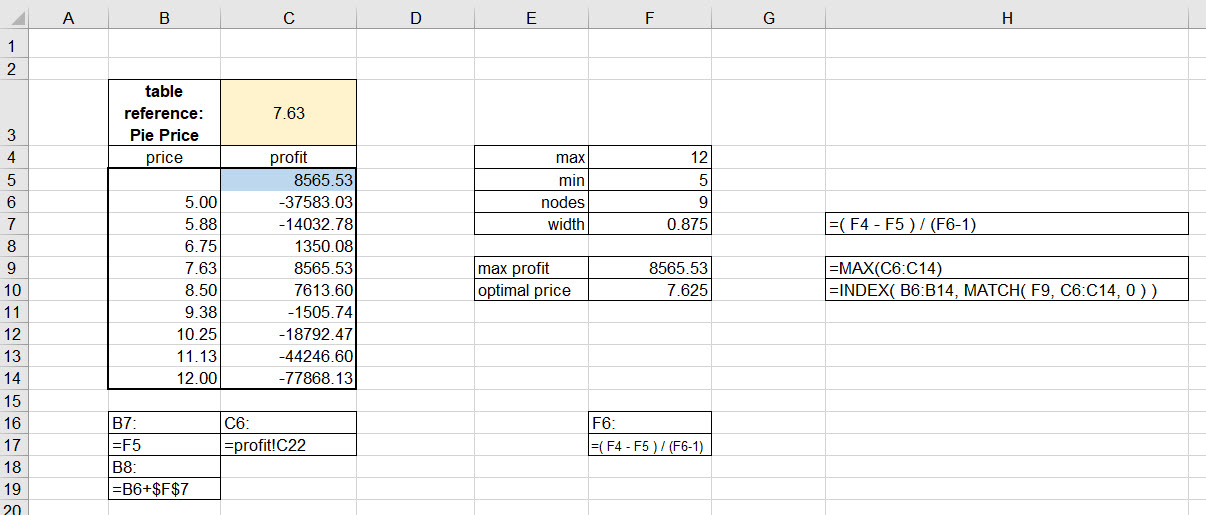 A B C D E F G H
1
2
3 table reference: Pie Price 7.63
4 price profit max 12
5 8565.53 min 5
6 5.00 -37583.03 nodes 9
7 5.88 -14032.78 width 0.875 =( F4 - F5 ) / (F6-1)
8 6.75 1350.08
9 7.63 8565.53 max profit 8565.53 =MAX(C6:C14)
10 8.50 7613.60 optimal price 7.625 =INDEX( B6:B14, MATCH( F9, C6:C14, 0 ) )
11 9.38 -1505.74
12 10.25 -18792.47
13 11.13 -44246.60
14 12.00 -77868.13
15
16 B7: C6: F6:
17 =F5 =profit!C22 =( F4 - F5 ) / (F6-1)
18 B8:
19 =B6+$F$7
20